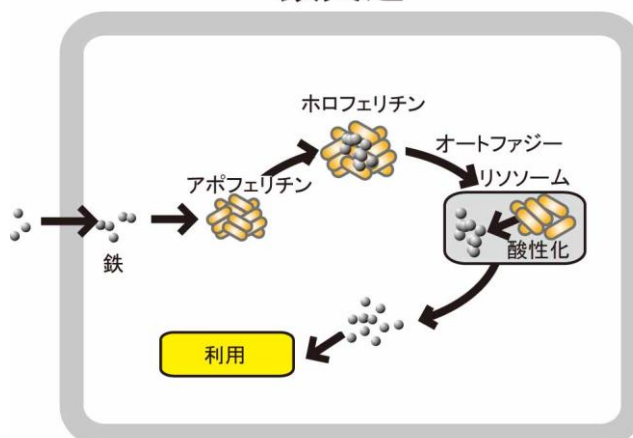 ホロフェリチン
オートファジー
アポフェリチン
リソソーム
鉄
酸性化
利用